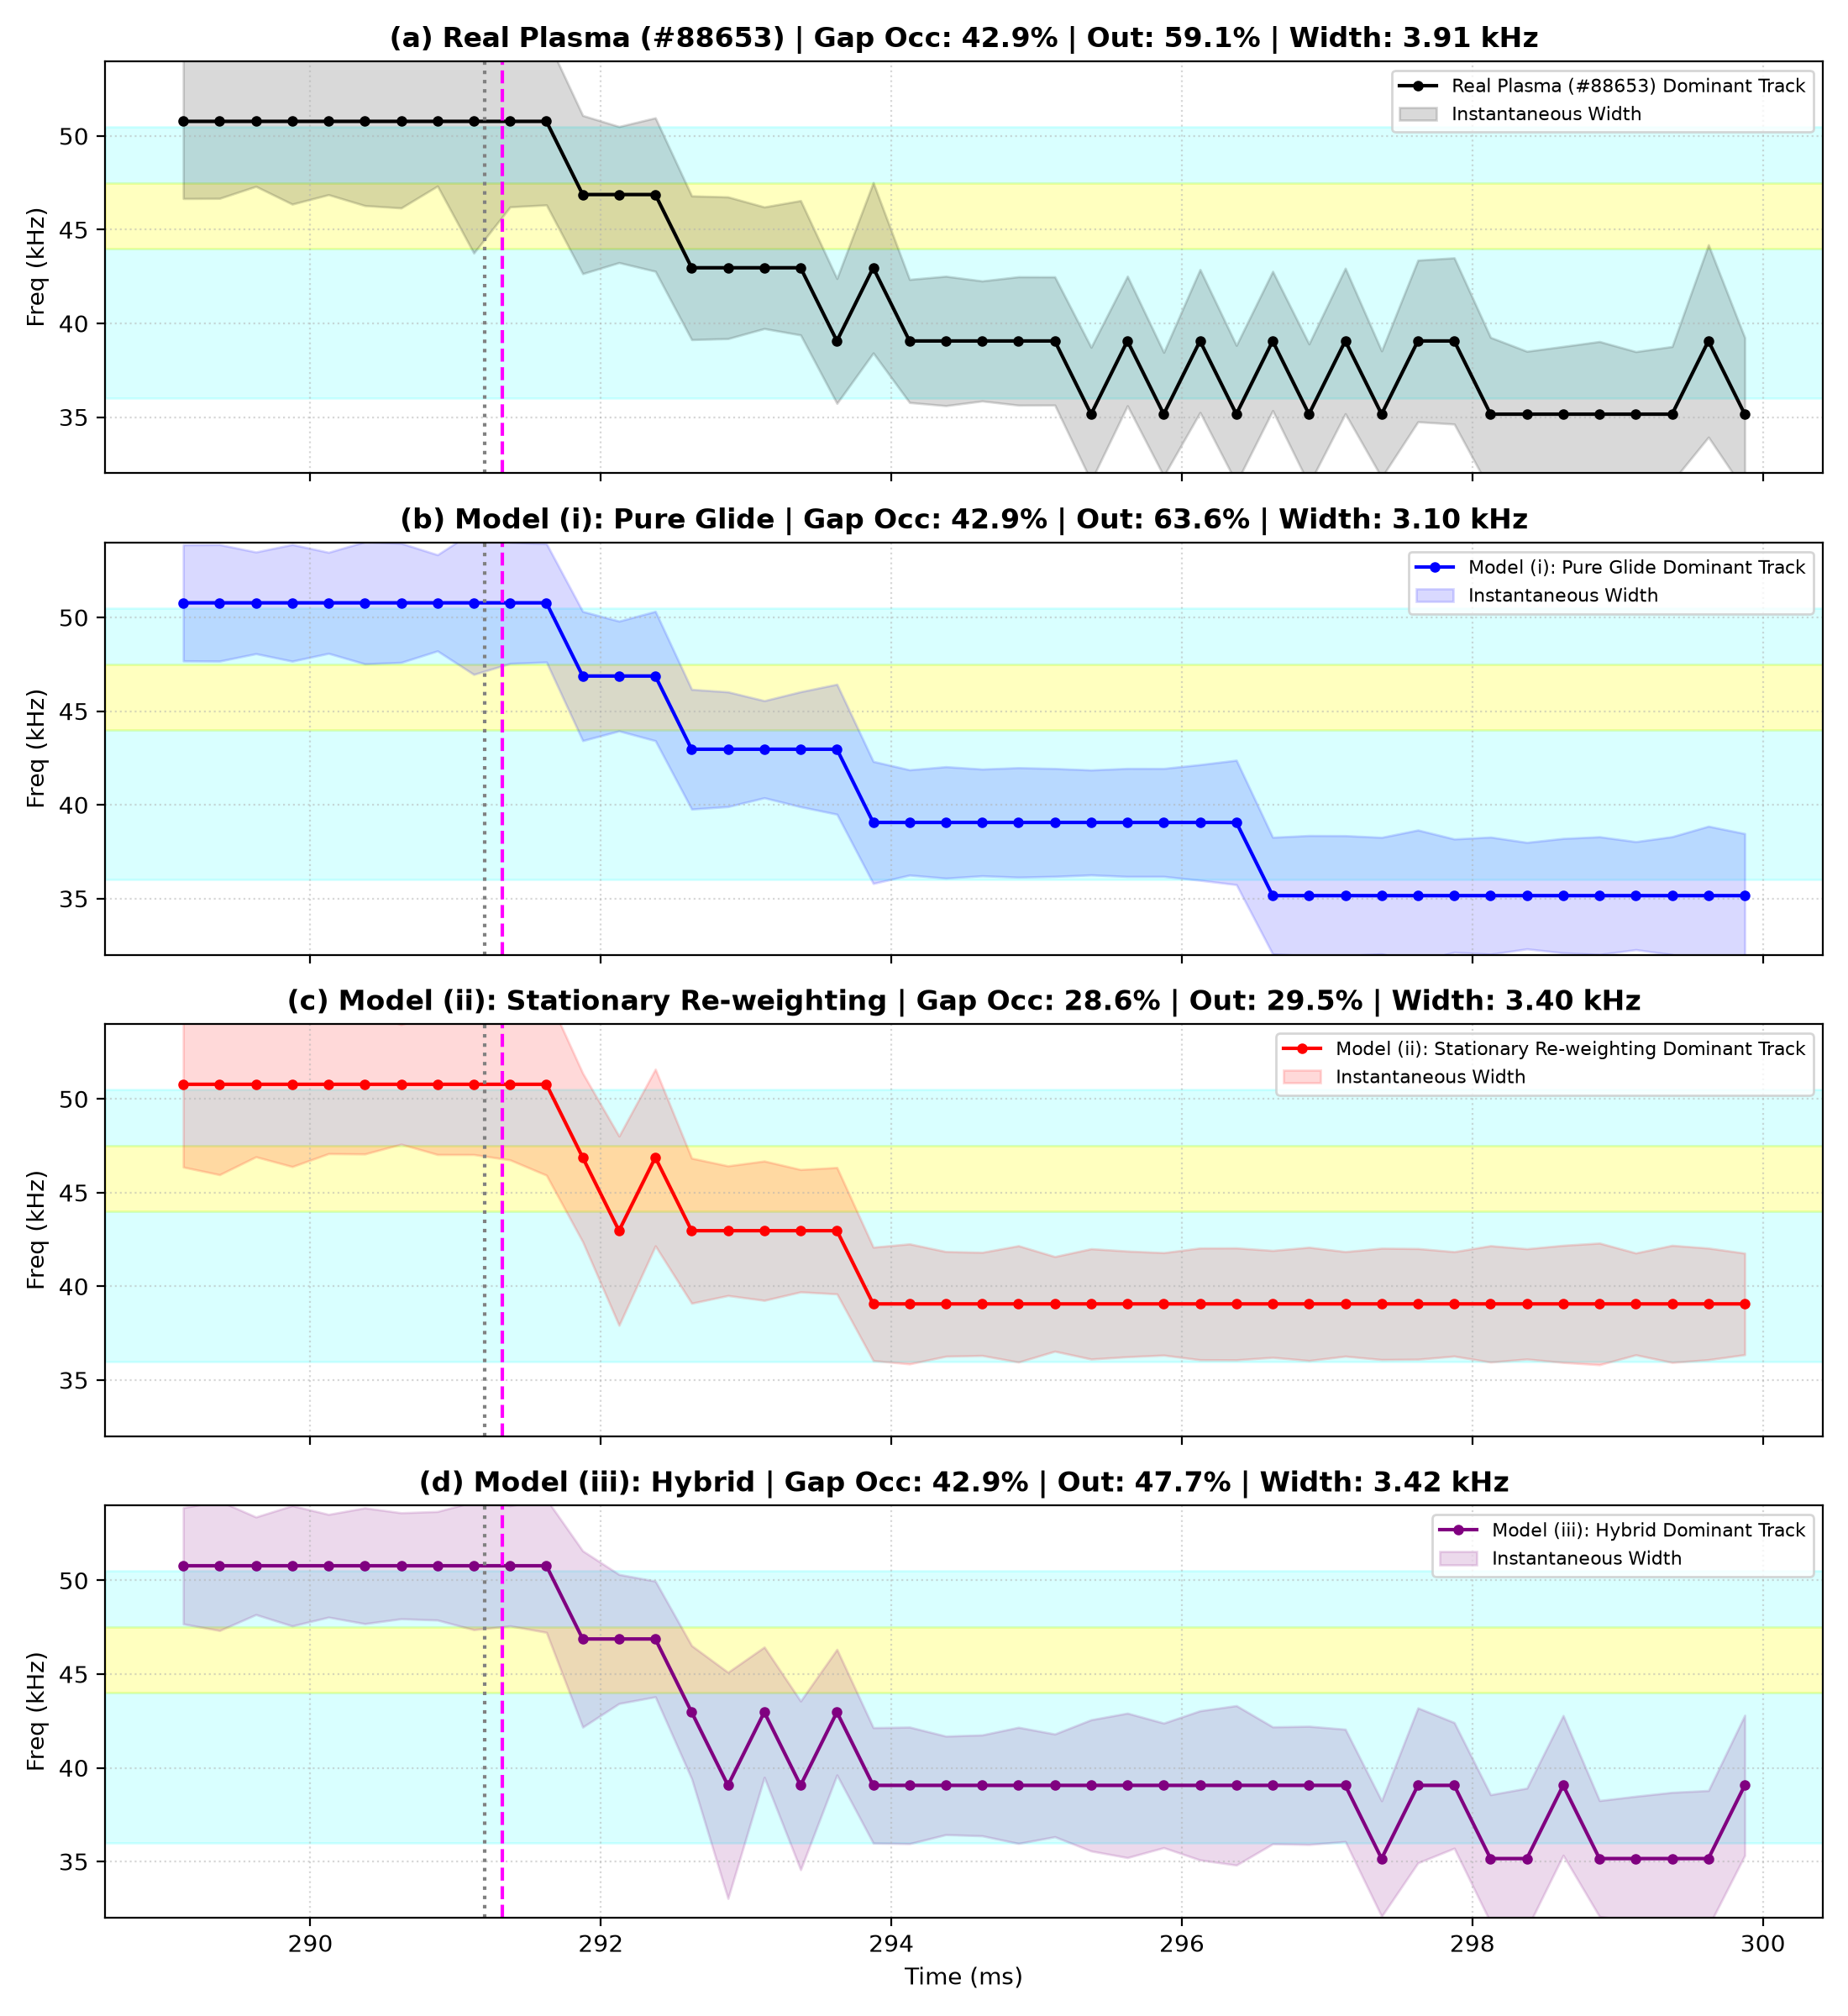 (a) Real Plasma (#88653) | Gap Occ: 42.9% | Out: 59.1% | Width: 3.91 kHz
Real Plasma (#88653) Dominant Track
Instantaneous Width
Freq (kHz)
50
45
40
35
(b) Model (i): Pure Glide | Gap Occ: 42.9% | Out: 63.6% | Width: 3.10 kHz
Model (i): Pure Glide Dominant Track
Instantaneous Width
Freq (kHz)
50
45
40
35
(c) Model (ii): Stationary Re-weighting | Gap Occ: 28.6% | Out: 29.5% | Width: 3.40 kHz
Model (ii): Stationary Re-weighting Dominant Track
Instantaneous Width
Freq (kHz)
50
45
40
35
(d) Model (iii): Hybrid | Gap Occ: 42.9% | Out: 47.7% | Width: 3.42 kHz
Model (iii): Hybrid Dominant Track
Instantaneous Width
Freq (kHz)
50
45
40
35
290 292 294 296 298 300
Time (ms)